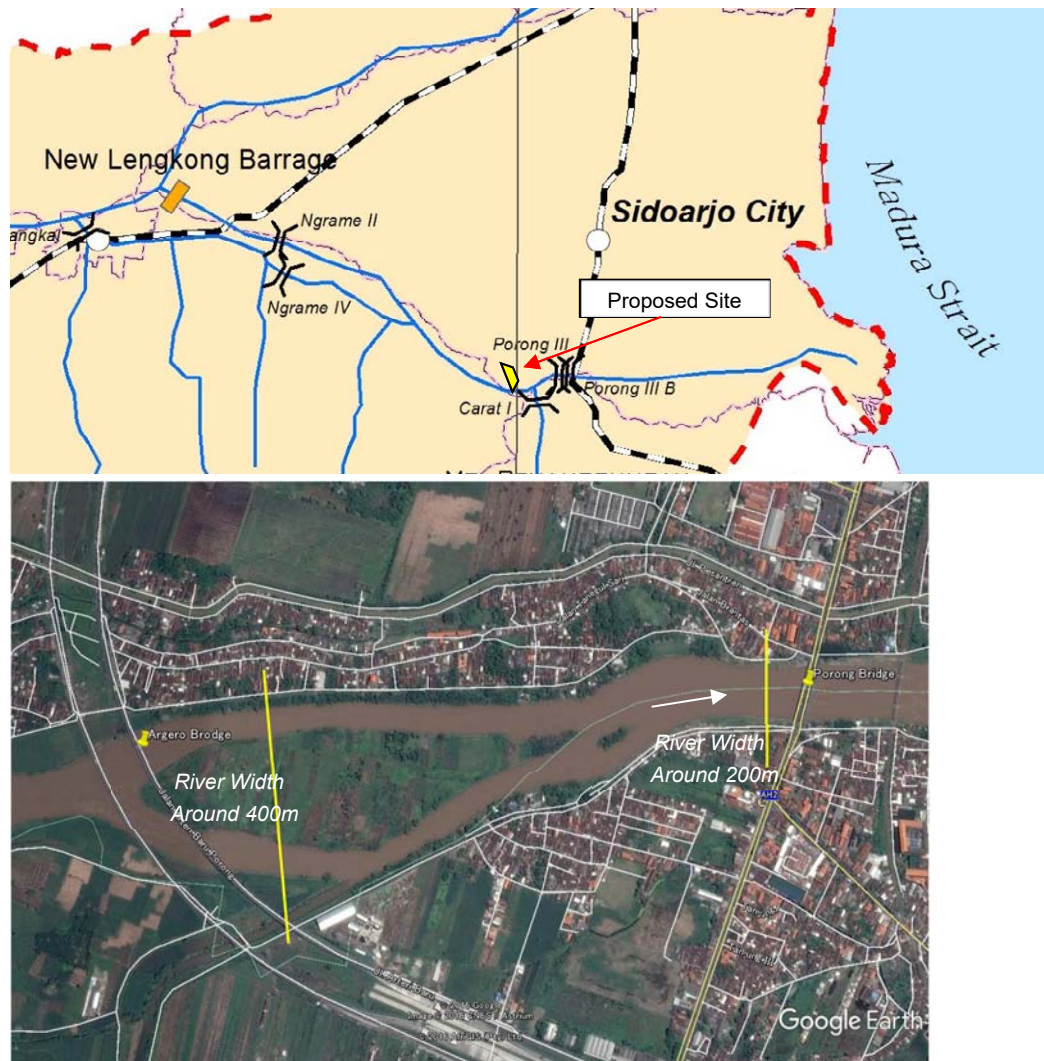 New Lengkong Barrage
angkal
Ngrame II
Ngrame IV
Sidoarjo City
Proposed Site
Porong III
Porong III B
Carat I
Madura Strait
Porong Bridge
Argero Brodge
River Width
Around 400m
River Width
Around 200m
AH2
Google Earth